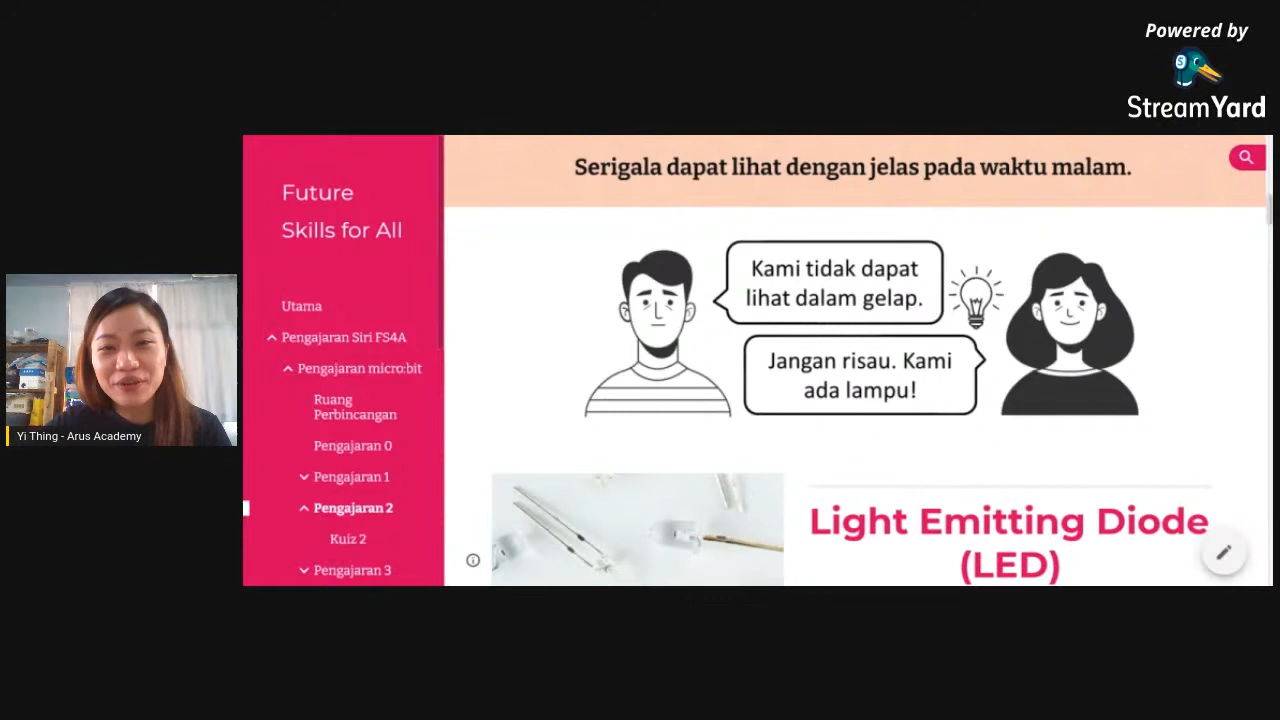 Powered by
StreamYard
Serigala dapat lihat dengan jelas pada waktu malam.
Future
Skills for All
Utama
Pengajaran Siri FS4A
Pengajaran micro:bit
Ruang
Perbincangan
Pengajaran 0
Pengajaran 1
Pengajaran 2
Kuiz 2
Pengajaran 3
Kami tidak dapat
lihat dalam gelap.
Jangan risau. Kami
ada lampu!
Light Emitting Diode
(LED)
Yi Thing - Arus Academy